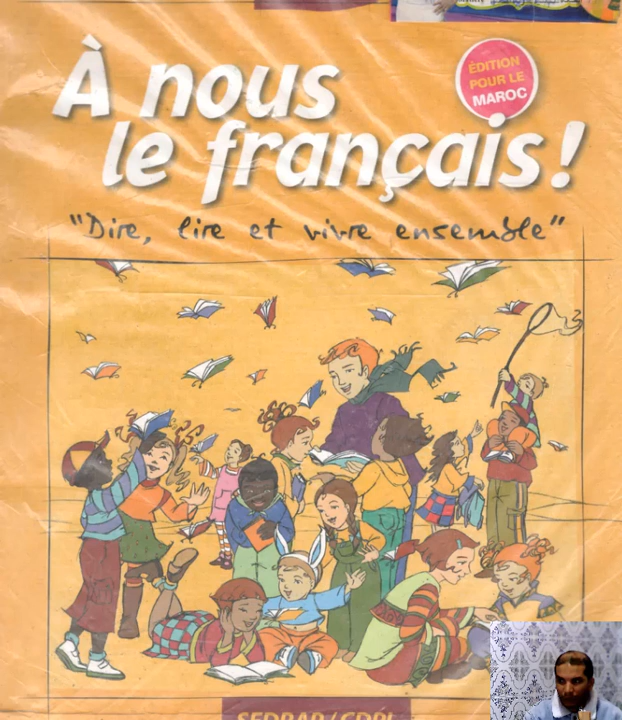 À nous
le français !
ÉDITION
POUR LE
MAROC
"Dire, lire et vivre ensemble"
SEDRAP / CDPL